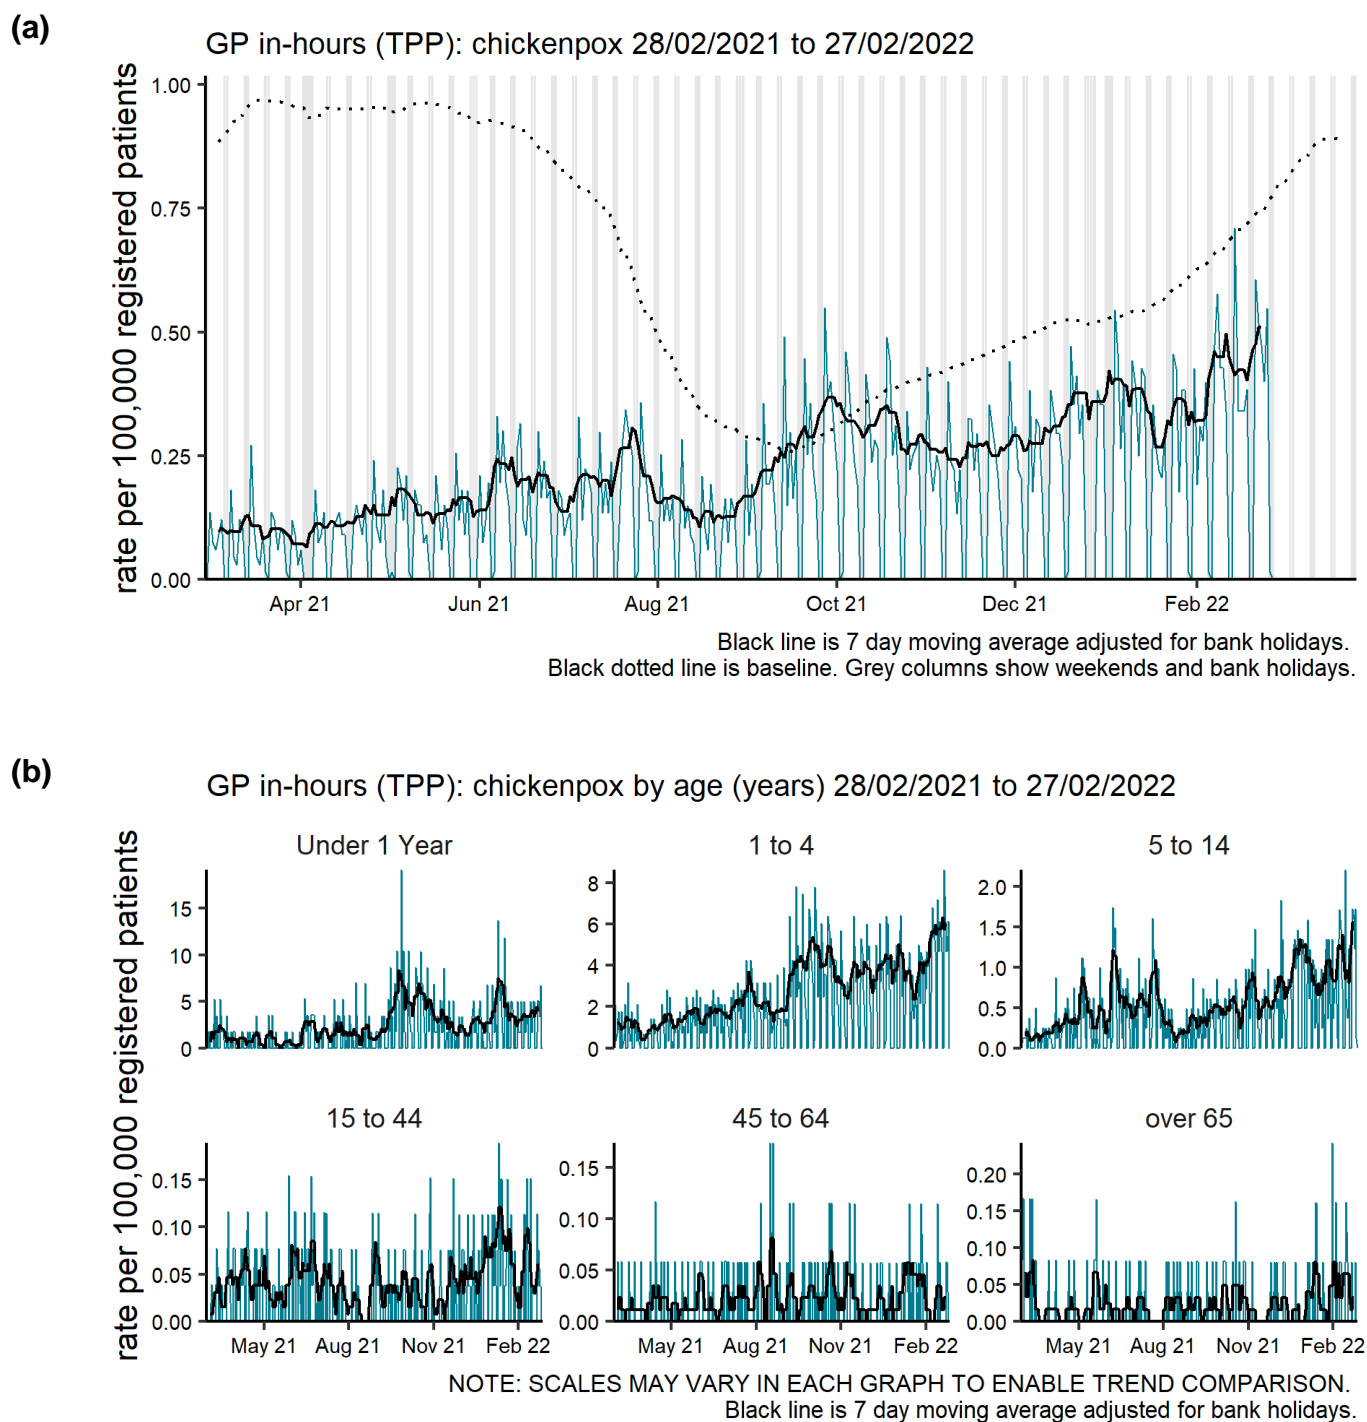 (a)
GP in-hours (TPP): chickenpox 28/02/2021 to 27/02/2022
rate per 100,000 registered patients
1.00
0.75
0.50
0.25
0.00
Apr 21 Jun 21 Aug 21 Oct 21 Dec 21 Feb 22
Black line is 7 day moving average adjusted for bank holidays.
Black dotted line is baseline. Grey columns show weekends and bank holidays.
(b)
GP in-hours (TPP): chickenpox by age (years) 28/02/2021 to 27/02/2022
rate per 100,000 registered patients
Under 1 Year
15
10
5
0
1 to 4
8
6
4
2
0
5 to 14
2.0
1.5
1.0
0.5
0.0
15 to 44
0.15
0.10
0.05
0.00
May 21 Aug 21 Nov 21 Feb 22
45 to 64
0.15
0.10
0.05
0.00
May 21 Aug 21 Nov 21 Feb 22
over 65
0.20
0.15
0.10
0.05
0.00
May 21 Aug 21 Nov 21 Feb 22
NOTE: SCALES MAY VARY IN EACH GRAPH TO ENABLE TREND COMPARISON.
Black line is 7 day moving average adjusted for bank holidays.